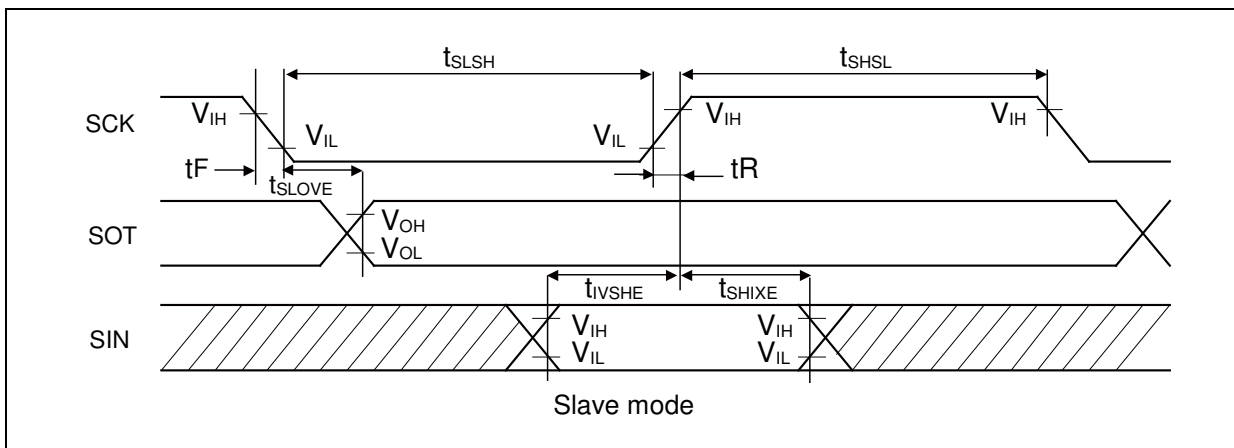 tSLSH tSHSL
SCK VIH VIL VIL VIH VIH
tF tSLOVE tR
SOT VOH
VOL
tIVSHE tSHIXE
SIN VIH VIH
VIL VIL
Slave mode